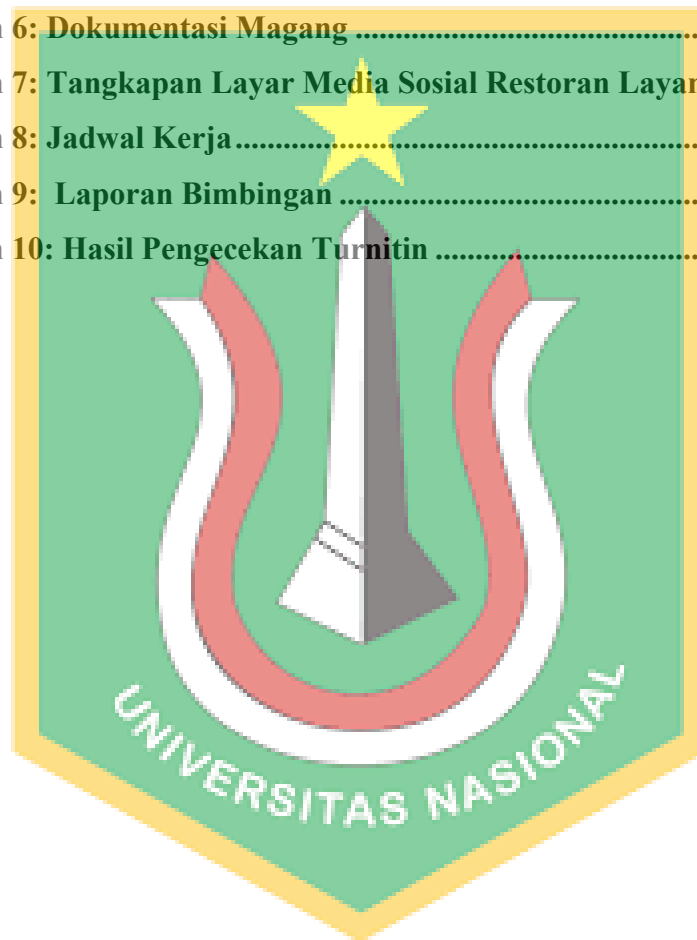 n 6: Dokumentasi Magang ........................................
n 7: Tangkapan Layar Media Sosial Restoran Layan
n 8: Jadwal Kerja........................................................
n 9:  Laporan Bimbingan ..........................................
n 10: Hasil Pengecekan Turnitin ................................
UNIVERSITAS NASIONAL